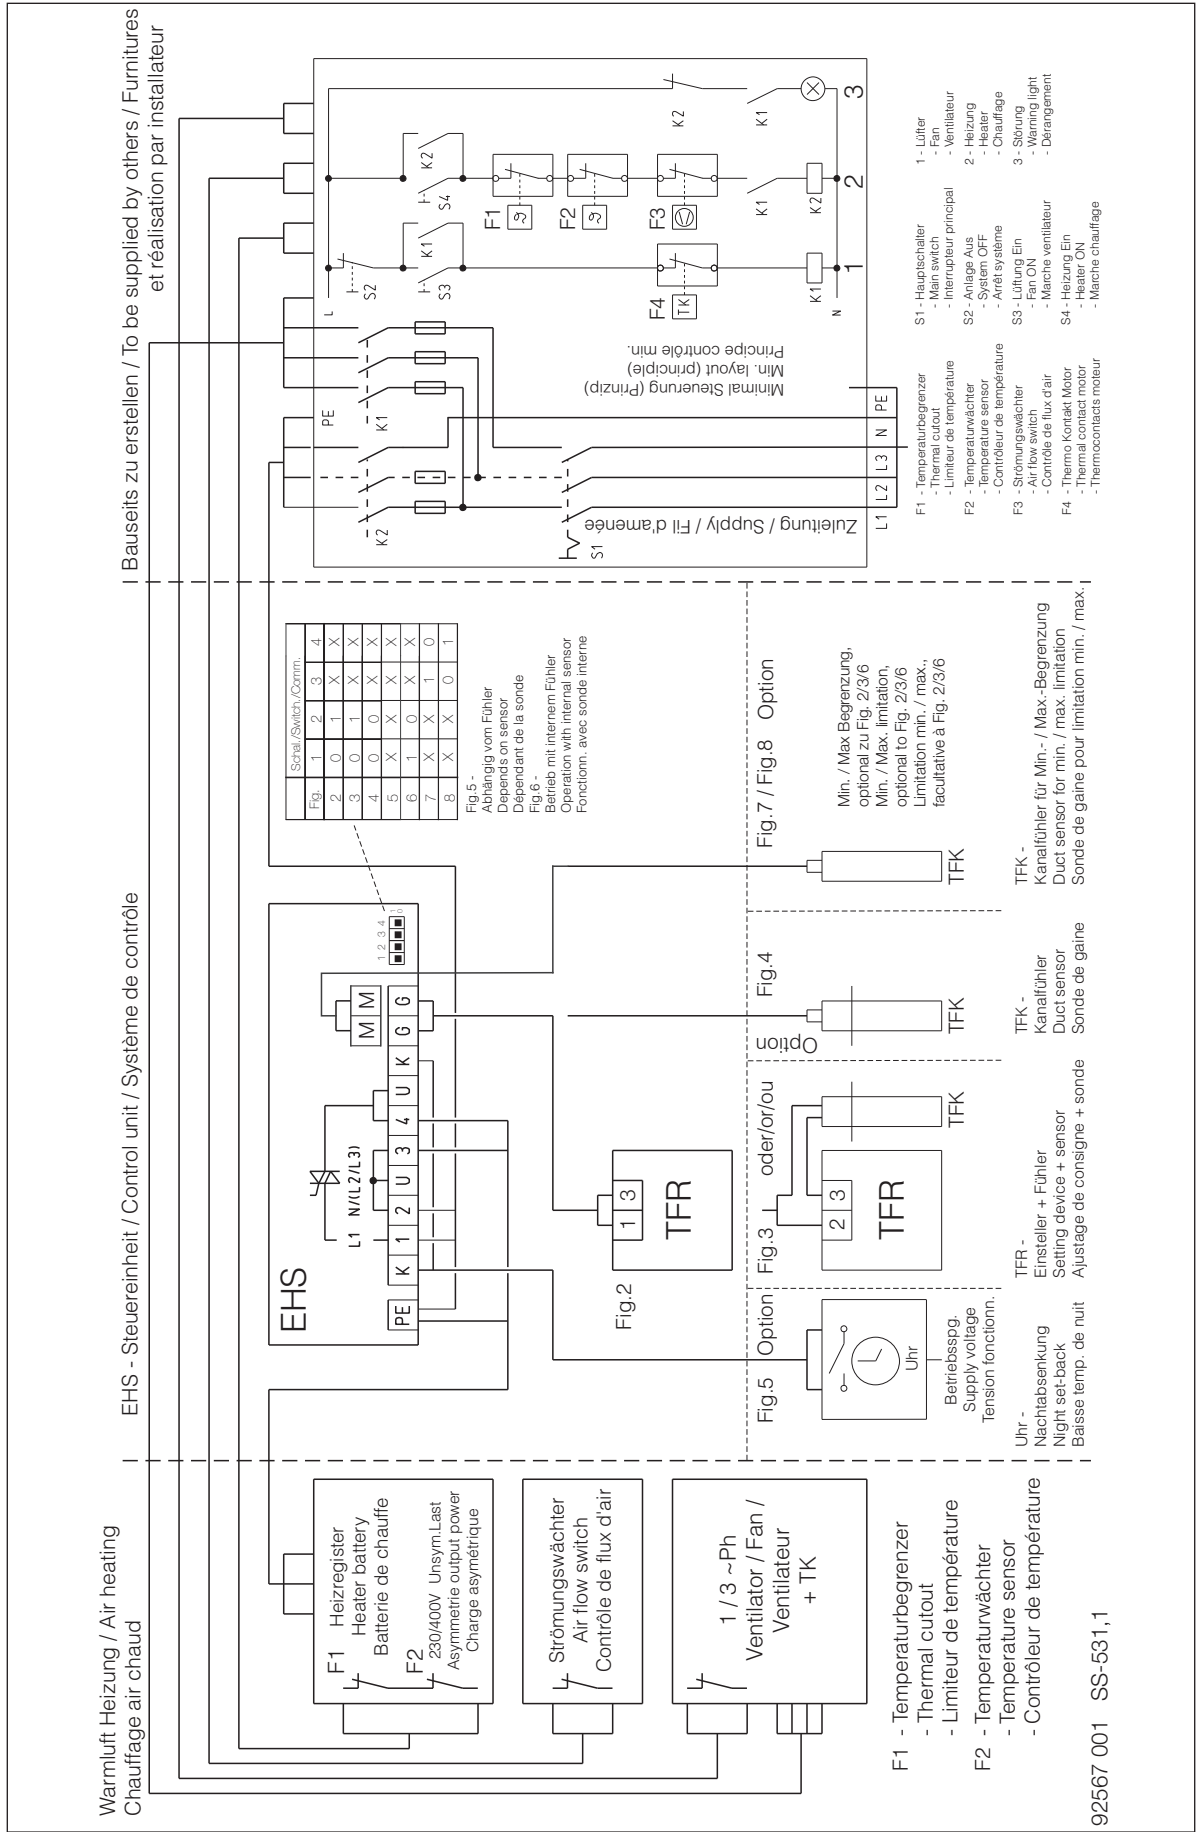 Warmluft Heizung / Air heating
Chauffage air chaud
EHS - Steuereinheit / Control unit / Système de contrôle
Bauseits zu erstellen / To be supplied by others / Furnitures
et réalisation par installateur
F1
Heizregister
Heater battery
Batterie de chauffe
F2
230/400V Unsym.Last
Asymmetrie output power
Charge asymétrique
Strömungswächter
Air flow switch
Contrôle de flux d'air
1 / 3 ~Ph
Ventilator / Fan /
Ventilateur
+ TK
F1 - Temperaturbegrenzer
- Thermal cutout
- Limiteur de température
F2 - Temperaturwächter
- Temperature sensor
- Contrôleur de température
92567 001 SS-531,1
EHS
L1 N/(L2/L3)
M M
1 2 3 4
1
0
PE K 1 2 U 3 4 U K G G
Schal./Switch./Comm.
Fig. 1 2 3 4
2 0 1 X X
3 0 1 X X
4 0 0 X X
5 X X X X
6 1 0 X X
7 X X 1 0
8 X X 0 1
Fig.5 -
Abhängig vom Fühler
Depends on sensor
Dépendant de la sonde
Fig.6 -
Betrieb mit internem Fühler
Operation with internal sensor
Fonctionn. avec sonde interne
Fig.2
1 3
TFR
Fig.5 Option
Uhr
Betriebsspg.
Supply voltage
Tension fonctionn.
Uhr -
Nachtabsenkung
Night set-back
Baisse temp. de nuit
Fig.3 oder/or/ou
2 3
TFR
TFK
TFR -
Einsteller + Fühler
Setting device + sensor
Ajustage de consigne + sonde
Option
Fig.4
TFK
TFK -
Kanalfühler
Duct sensor
Sonde de gaine
Fig.7 / Fig.8 Option
Min. / Max Begrenzung,
optional zu Fig. 2/3/6
Min. / Max. limitation,
optional to Fig. 2/3/6
Limitation min. / max.,
facultative à Fig. 2/3/6
TFK
TFK -
Kanalfühler für Min.- / Max.-Begrenzung
Duct sensor for min. / max. limitation
Sonde de gaine pour limitation min. / max.
PE
K2
K1
S1
Zuleitung / Supply / Fil d'amenée
L1 L2 L3 N PE
Minimal Steuerung (Prinzip)
Min. layout (principle)
Principe contrôle min.
L
S2
S3
K1
F4
TK
K1
N
1
S4
K2
F1
ϑ
F2
ϑ
F3
K1
K2
2
K2
K1
3
F1 - Temperaturbegrenzer
- Thermal cutout
- Limiteur de température
F2 - Temperaturwächter
- Temperature sensor
- Contrôleur de température
F3 - Strömungswächter
- Air flow switch
- Contrôle de flux d'air
F4 - Thermo Kontakt Motor
- Thermal contact motor
- Thermocontacts moteur
S1 - Hauptschalter
- Main switch
- Interrupteur principal
S2 - Anlage Aus
- System OFF
- Arrêt système
S3 - Lüftung Ein
- Fan ON
- Marche ventilateur
S4 - Heizung Ein
- Heater ON
- Marche chauffage
1 - Lüfter
- Fan
- Ventilateur
2 - Heizung
- Heater
- Chauffage
3 - Störung
- Warning light
- Dérangement